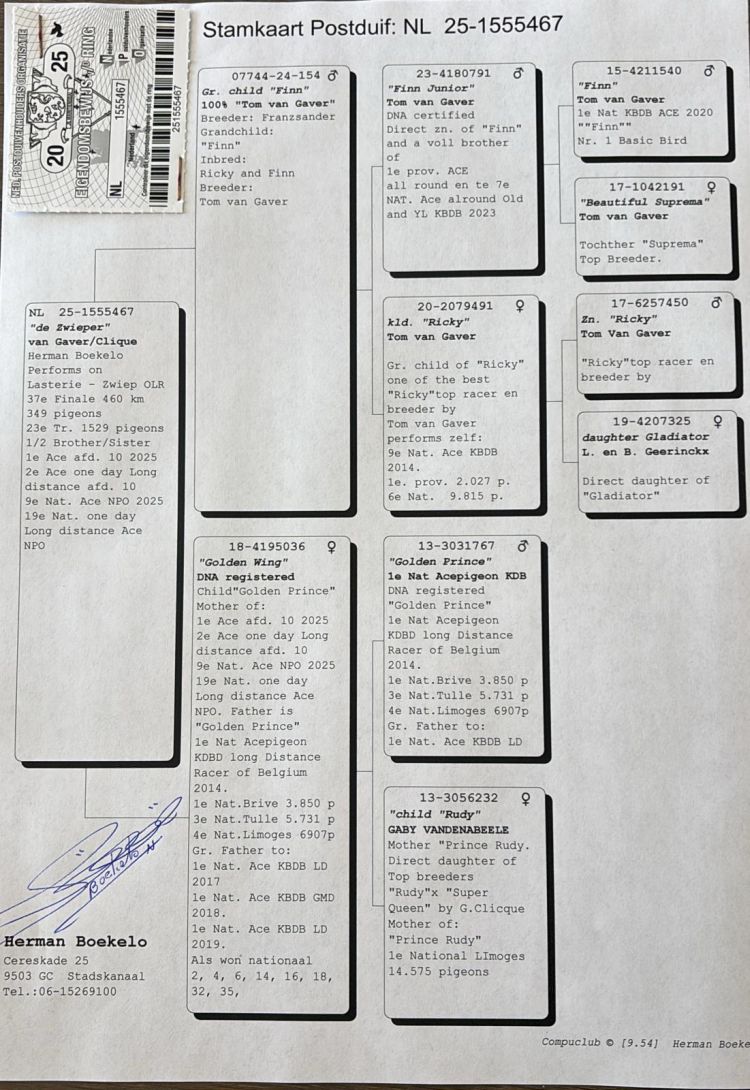 Stamkaart Postduif: NL 25-1555467
NED. POSTDUIVENHOUDERS ORGANISATIE
20 25
EIGENDOMSBEWIJS v/d RING
Nederlandse
Postduivenhouders
Organisatie
NL 1555467
251555467
NL 25-1555467
"de Zwieper"
van Gaver/Clique
Herman Boekelo
Performs on
Lasterie - Zwiep OLR
37e Finale 460 km
349 pigeons
23e Tr. 1529 pigeons
1/2 Brother/Sister
1e Ace afd. 10 2025
2e Ace one day Long
distance afd. 10
9e Nat. Ace NPO 2025
19e Nat. one day
Long distance Ace
NPO
07744-24-154 ♂
Gr. child "Finn"
100% "Tom van Gaver"
Breeder: Franzsander
Grandchild:
"Finn"
Inbred:
Ricky and Finn
Breeder:
Tom van Gaver
18-4195036 ♀
"Golden Wing"
DNA registered
Child"Golden Prince"
Mother of:
1e Ace afd. 10 2025
2e Ace one day Long
distance afd. 10
9e Nat. Ace NPO 2025
19e Nat. one day
Long distance Ace
NPO. Father is
"Golden Prince"
1e Nat Acepigeon
KDBD long Distance
Racer of Belgium
2014.
1e Nat.Brive 3.850 p
3e Nat.Tulle 5.731 p
4e Nat.Limoges 6907p
Gr. Father to:
1e Nat. Ace KBDB LD
2017
1e Nat. Ace KBDB GMD
2018.
1e Nat. Ace KBDB LD
2019.
Als won nationaal
2, 4, 6, 14, 16, 18,
32, 35,
23-4180791 ♂
"Finn Junior"
Tom van Gaver
DNA certified
Direct zn. of "Finn"
and a voll brother
of
1e prov. ACE
all round en te 7e
NAT. Ace alround Old
and YL KBDB 2023
20-2079491 ♀
kld. "Ricky"
Tom van Gaver
Gr. child of "Ricky"
one of the best
"Ricky"top racer en
breeder by
Tom van Gaver
performs zelf:
9e Nat. Ace KBDB
2014.
1e. prov. 2.027 p.
6e Nat. 9.815 p.
13-3031767 ♂
"Golden Prince"
1e Nat Acepigeon KDB
DNA registered
"Golden Prince"
1e Nat Acepigeon
KDBD long Distance
Racer of Belgium
2014.
1e Nat.Brive 3.850 p
3e Nat.Tulle 5.731 p
4e Nat.Limoges 6907p
Gr. Father to:
1e Nat. Ace KBDB LD
13-3056232 ♀
"child "Rudy"
GABY VANDENABEELE
Mother "Prince Rudy.
Direct daughter of
Top breeders
"Rudy"x "Super
Queen" by G.Clicque
Mother of:
"Prince Rudy"
1e National LImoges
14.575 pigeons
15-4211540 ♂
"Finn"
Tom van Gaver
1e Nat KBDB ACE 2020
""Finn""
Nr. 1 Basic Bird
17-1042191 ♀
"Beautiful Suprema"
Tom van Gaver
Tochther "Suprema"
Top Breeder.
17-6257450 ♂
Zn. "Ricky"
Tom Van Gaver
"Ricky"top racer en
breeder by
19-4207325 ♀
daughter Gladiator
L. en B. Geerinckx
Direct daughter of
"Gladiator"
Boekelo
Herman Boekelo
Cereskade 25
9503 GC Stadskanaal
Tel.:06-15269100
Compuclub © [9.54] Herman Boeke